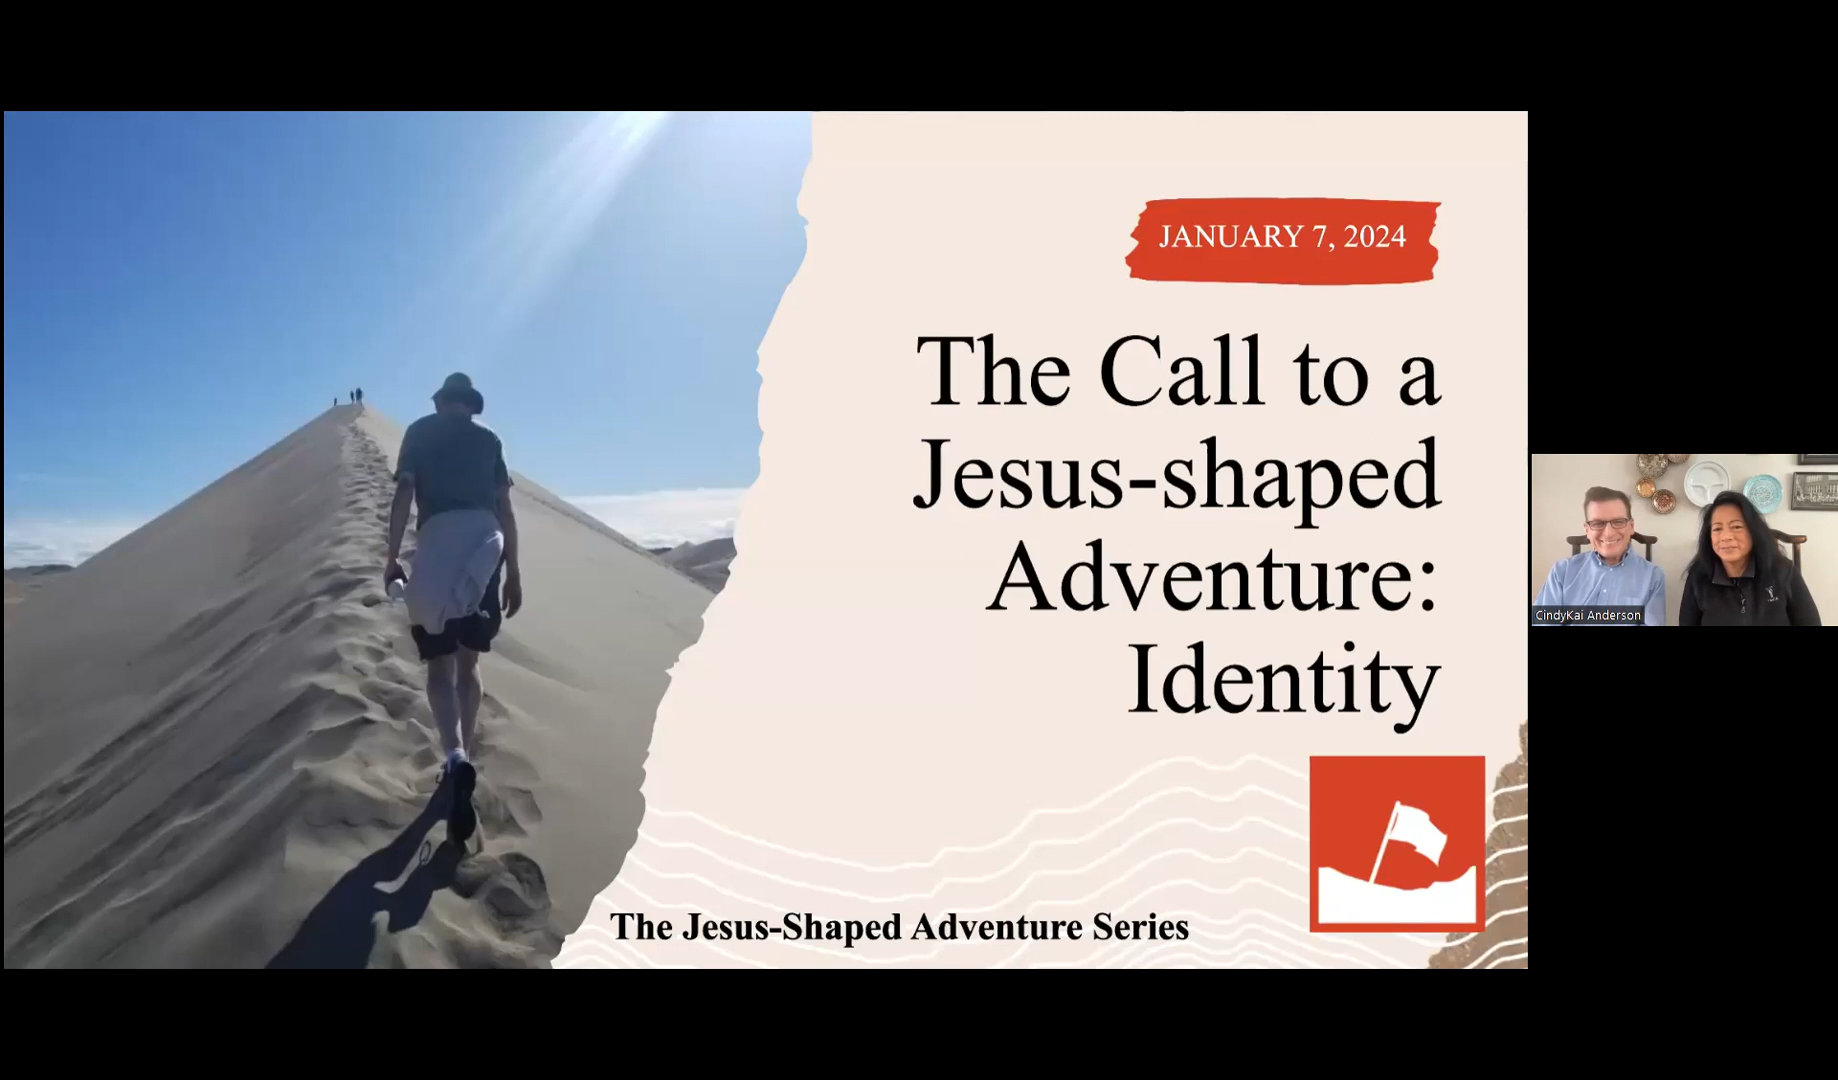 JANUARY 7, 2024
The Call to a
Jesus-shaped
Adventure:
Identity
The Jesus-Shaped Adventure Series
CindyKai Anderson